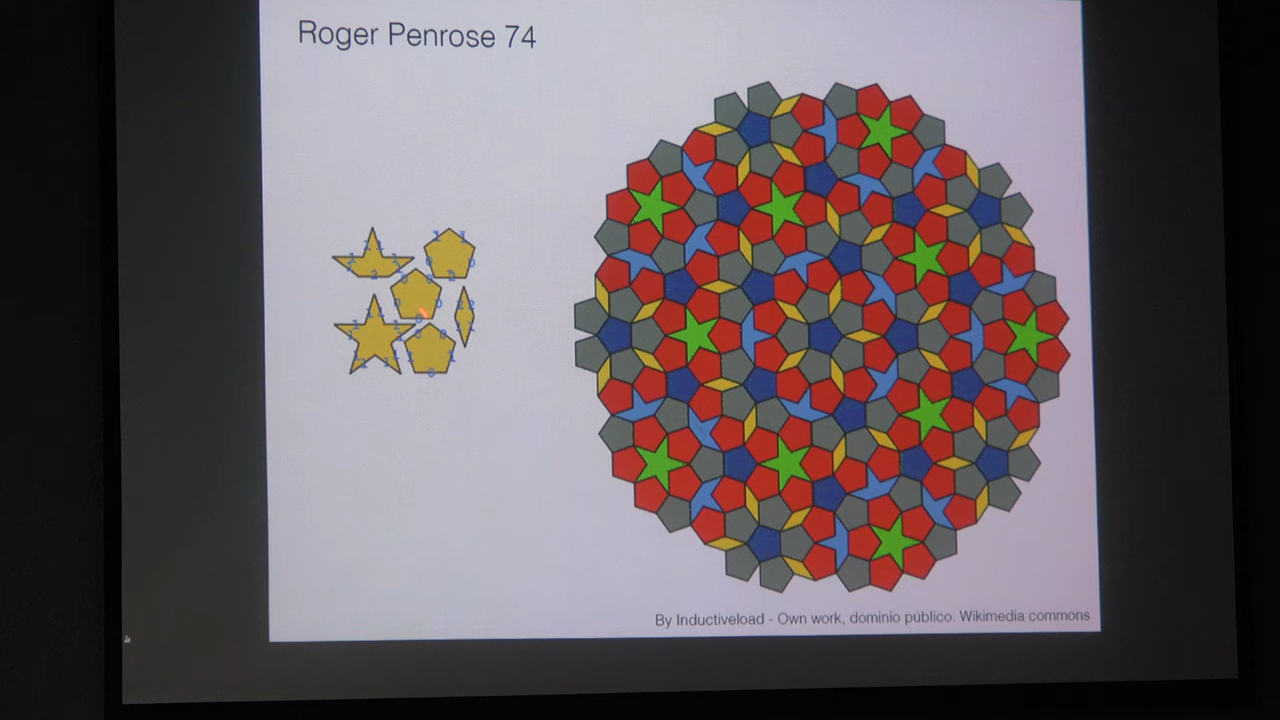 Roger Penrose 74
By Inductiveload - Own work, dominio público. Wikimedia commons